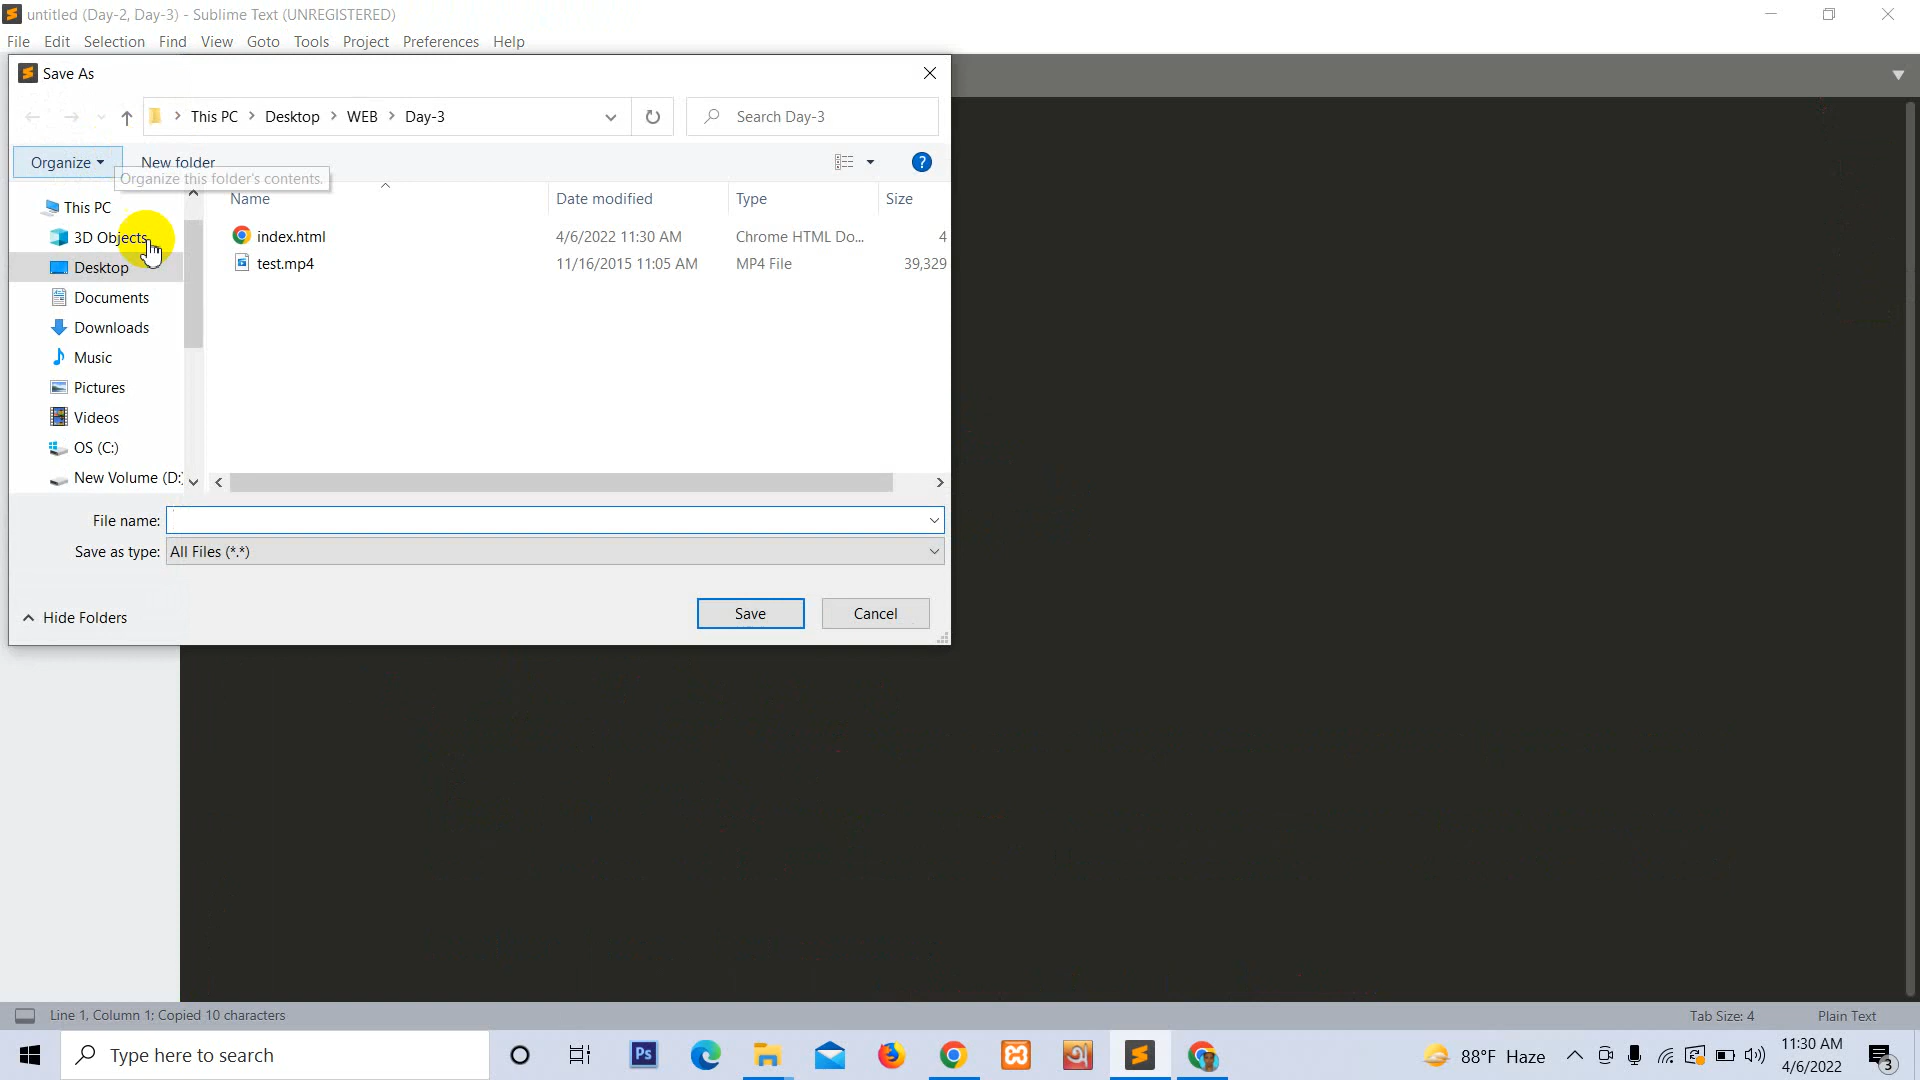 untitled (Day-2, Day-3) - Sublime Text (UNREGISTERED)
File Edit Selection Find View Goto Tools Project Preferences Help
Save As
This PC > Desktop > WEB > Day-3
Search Day-3
Organize
New folder
Organize this folder's contents.
Name Date modified Type Size
index.html 4/6/2022 11:30 AM Chrome HTML Do... 4
test.mp4 11/16/2015 11:05 AM MP4 File 39,329
This PC
3D Objects
Desktop
Documents
Downloads
Music
Pictures
Videos
OS (C:)
New Volume (D:)
File name:
Save as type: All Files (*.*)
Hide Folders
Save
Cancel
Line 1, Column 1; Copied 10 characters
Tab Size: 4
Plain Text
Type here to search
Ps
88°F Haze
11:30 AM
4/6/2022
3